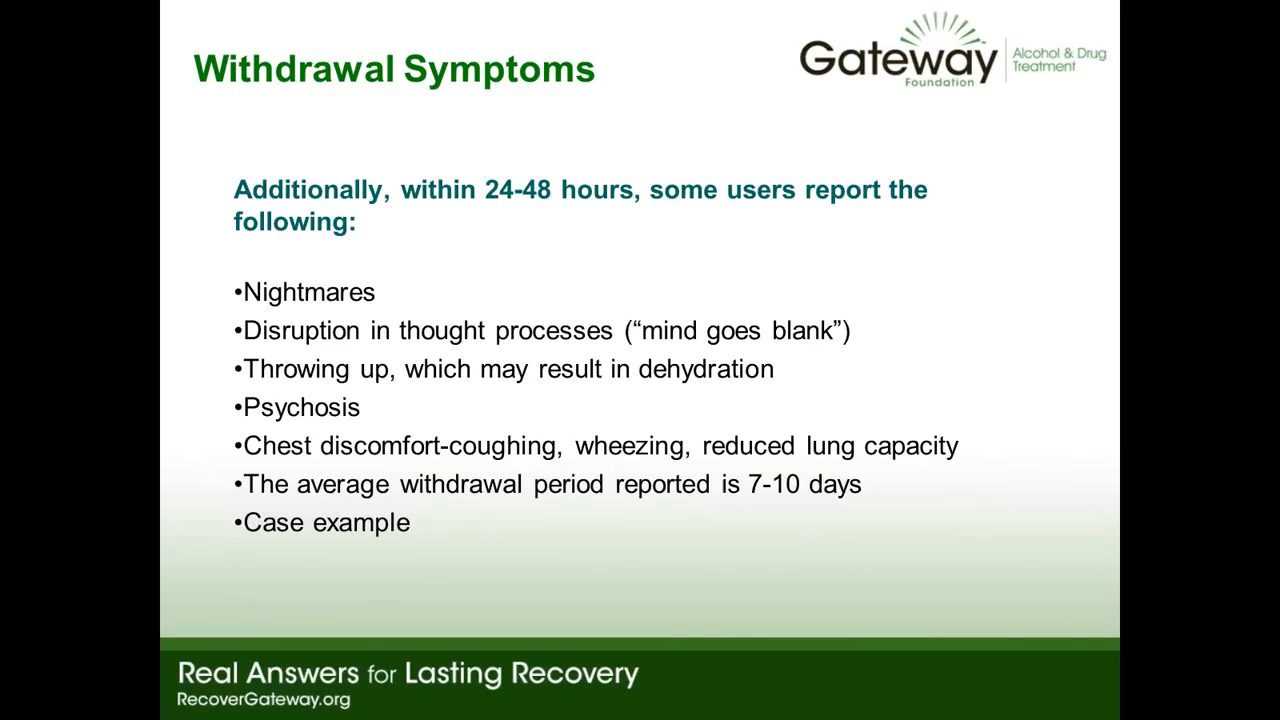 Withdrawal Symptoms
Gateway
Foundation
Alcohol & Drug
Treatment
Additionally, within 24-48 hours, some users report the
following:
•Nightmares
•Disruption in thought processes (“mind goes blank”)
•Throwing up, which may result in dehydration
•Psychosis
•Chest discomfort-coughing, wheezing, reduced lung capacity
•The average withdrawal period reported is 7-10 days
•Case example
Real Answers for Lasting Recovery
RecoverGateway.org